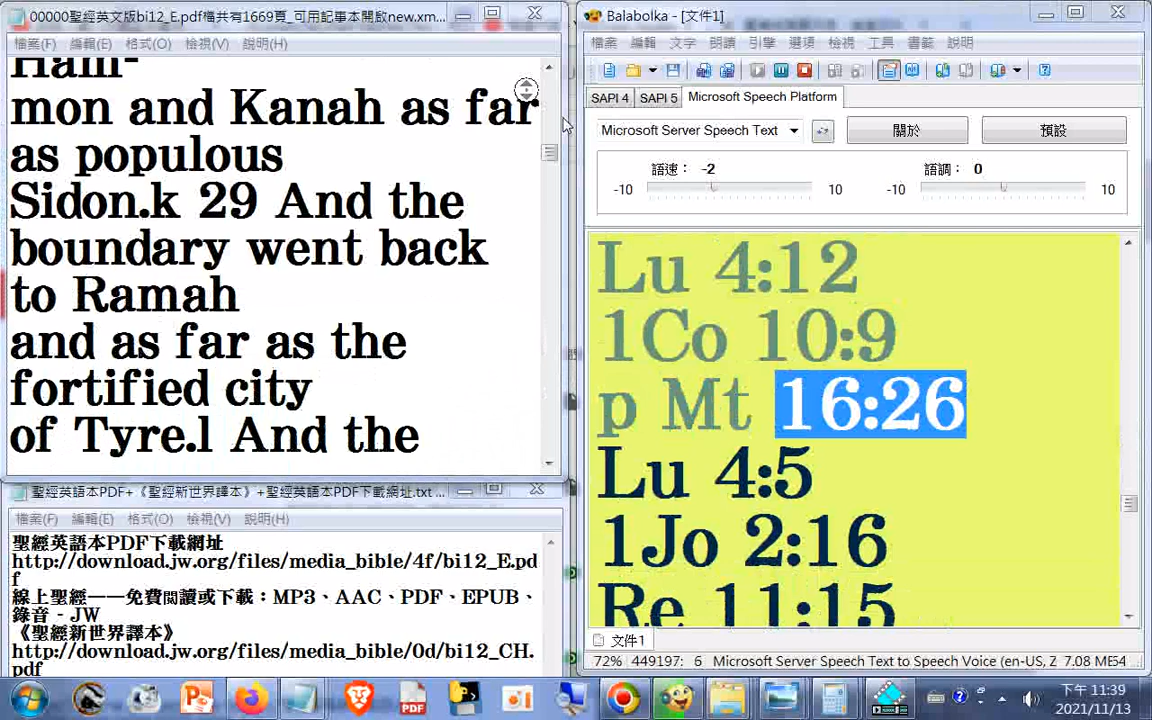 00000聖經英文版bi12_E.pdf檔共有1669頁_可用記事本開啟new.xm...
檔案(F) 編輯(E) 格式(O) 檢視(V) 說明(H)
Ham-
mon and Kanah as far
as populous
Sidon.k 29 And the
boundary went back
to Ramah
and as far as the
fortified city
of Tyre.l And the
聖經英語本PDF+《聖經新世界譯本》+聖經英語本PDF下載網址.txt ...
檔案(F) 編輯(E) 格式(O) 檢視(V) 說明(H)
聖經英語本PDF下載網址
http://download.jw.org/files/media_bible/4f/bi12_E.pd
f
線上聖經——免費閱讀或下載：MP3、AAC、PDF、EPUB、
錄音 - JW
《聖經新世界譯本》
http://download.jw.org/files/media_bible/0d/bi12_CH.
pdf
Balabolka - [文件1]
檔案 編輯 文字 朗讀 引擎 選項 檢視 工具 書籤 說明
SAPI 4 SAPI 5 Microsoft Speech Platform
Microsoft Server Speech Text 關於 預設
語速： -2 語調： 0
-10 10 -10 10
Lu 4:12
1Co 10:9
p Mt 16:26
Lu 4:5
1Jo 2:16
Re 11:15
文件1
72% 449197: 6 Microsoft Server Speech Text to Speech Voice (en-US, Z 7.08 ME54
PDF
下午 11:39
2021/11/13